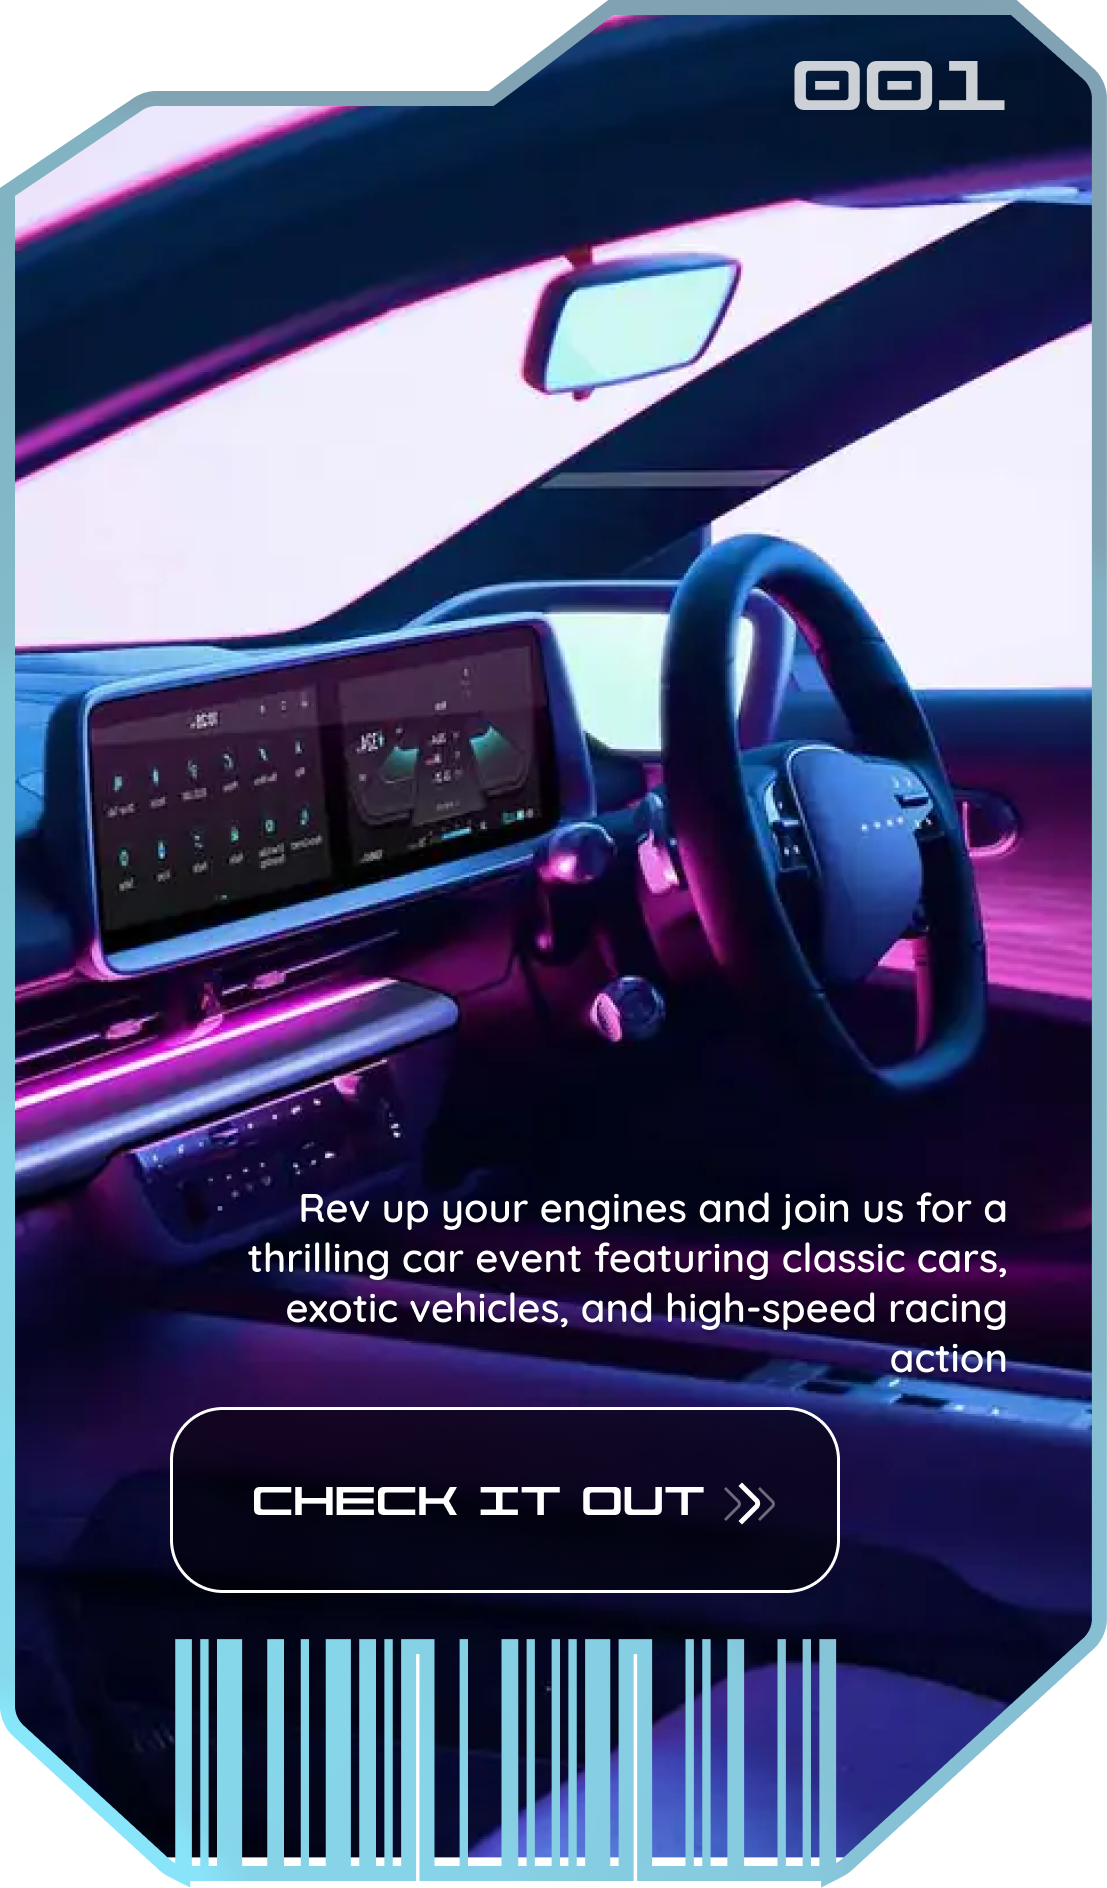 001
Rev up your engines and join us for a
thrilling car event featuring classic cars,
exotic vehicles, and high-speed racing
action
CHECK IT OUT